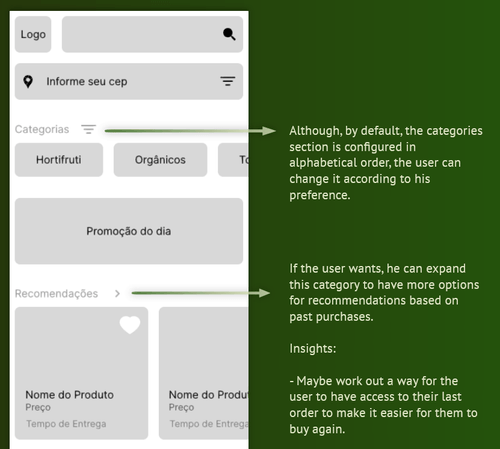 Logo
Informe seu cep
Categorias
Hortifruti
Orgânicos
Promoção do dia
Recomendações
Nome do Produto
Preço
Tempo de Entrega
Nome do Produt
Preço
Tempo de Entrega
Although, by default, the categories
section is configured in
alphabetical order, the user can
change it according to his
preference.
If the user wants, he can expand
this category to have more options
for recommendations based on
past purchases.
Insights:
- Maybe work out a way for the
user to have access to their last
order to make it easier for them to
buy again.